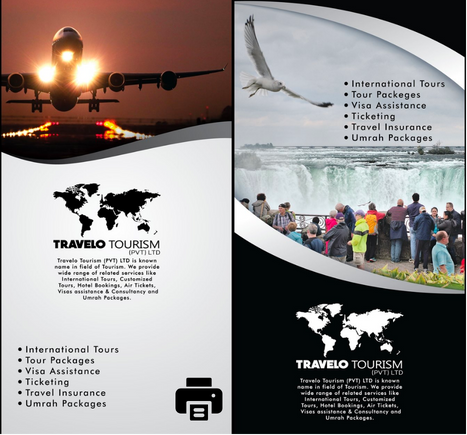 TRAVELO TOURISM
(PVT) LTD
Travelo Tourism (PVT) LTD is known
name in field of Tourism. We provide
wide range of related services like
International Tours, Customized
Tours, Hotel Bookings, Air Tickets,
Visas assistance & Consultancy and
Umrah Packages.
• International Tours
• Tour Packages
• Visa Assistance
• Ticketing
• Travel Insurance
• Umrah Packages
• International Tours
• Tour Packeges
• Visa Assistance
• Ticketing
• Travel Insurance
• Umrah Packages
TRAVELO TOURISM
(PVT) LTD
Travelo Tourism (PVT) LTD is known
name in field of Tourism. We provide
wide range of related services like
International Tours, Customized
Tours, Hotel Bookings, Air Tickets,
Visas assistance & Consultancy and
Umrah Packages.